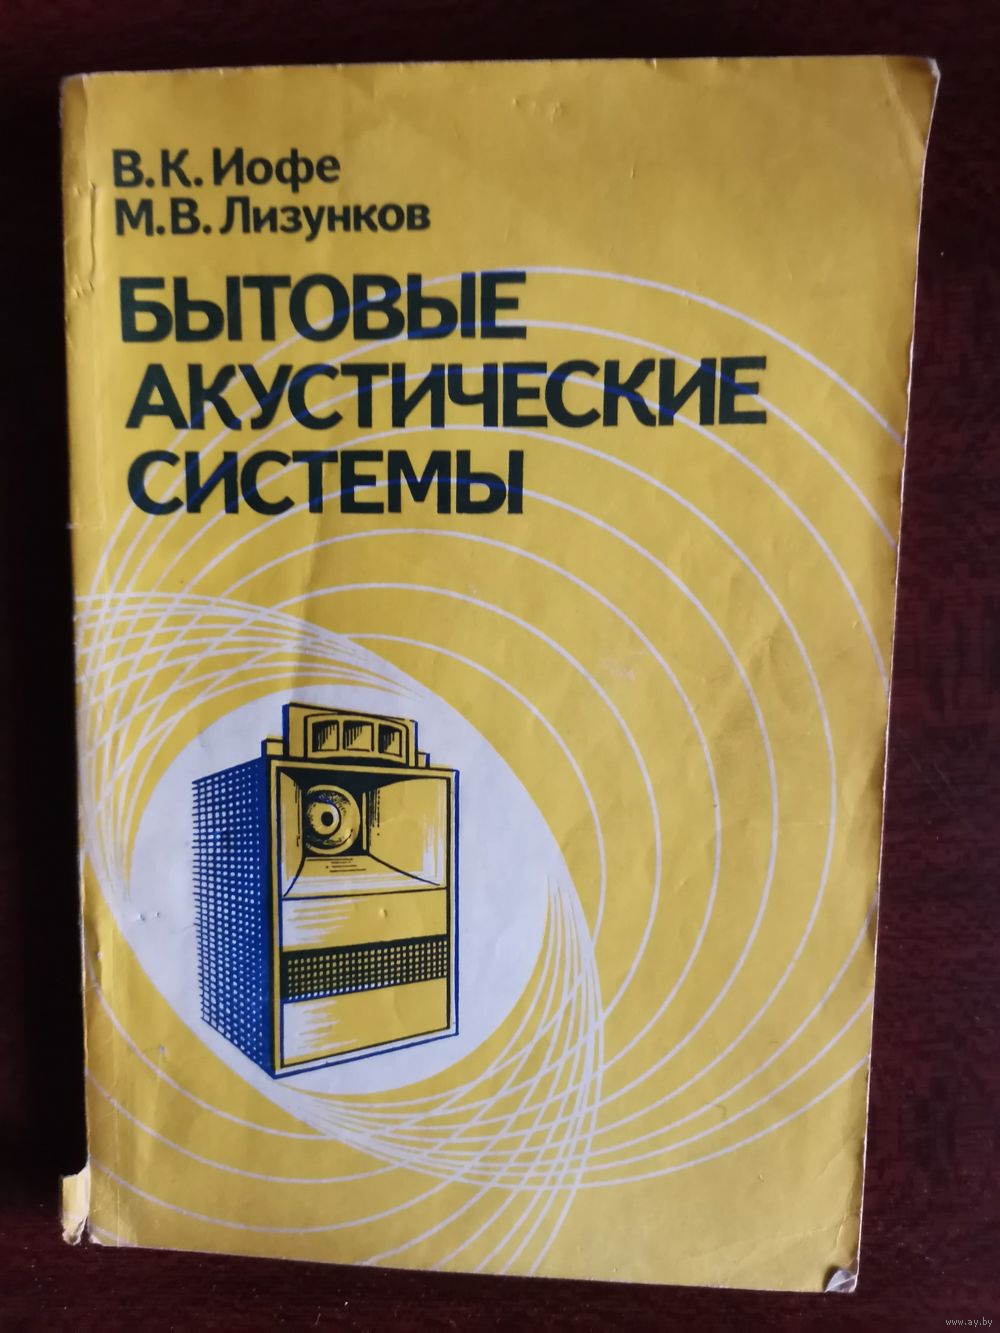 В.К. Иофе
М.В. Лизунков
БЫТОВЫЕ
АКУСТИЧЕСКИЕ
СИСТЕМЫ
www.ay.by